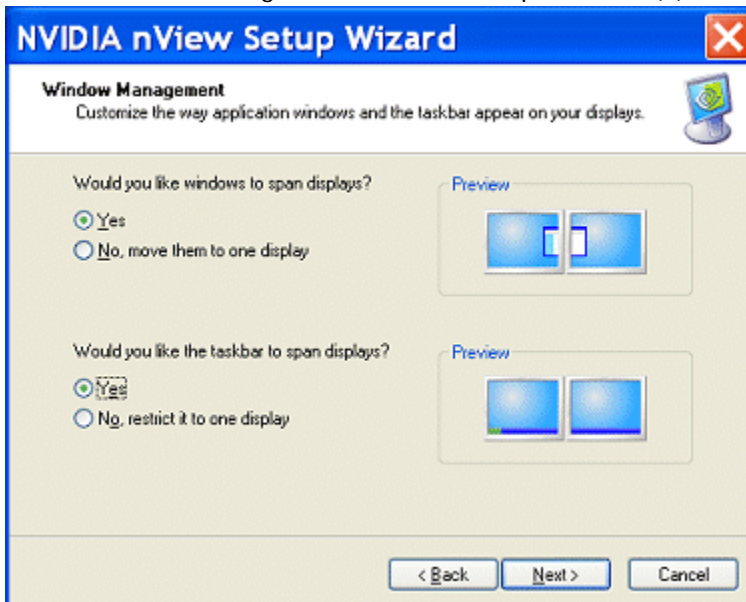 NVIDIA nView Setup Wizard
Window Management
Customize the way application windows and the taskbar appear on your displays.
Would you like windows to span displays?
Preview
Yes
No, move them to one display
Would you like the taskbar to span displays?
Preview
Yes
No, restrict it to one display
< Back
Next >
Cancel